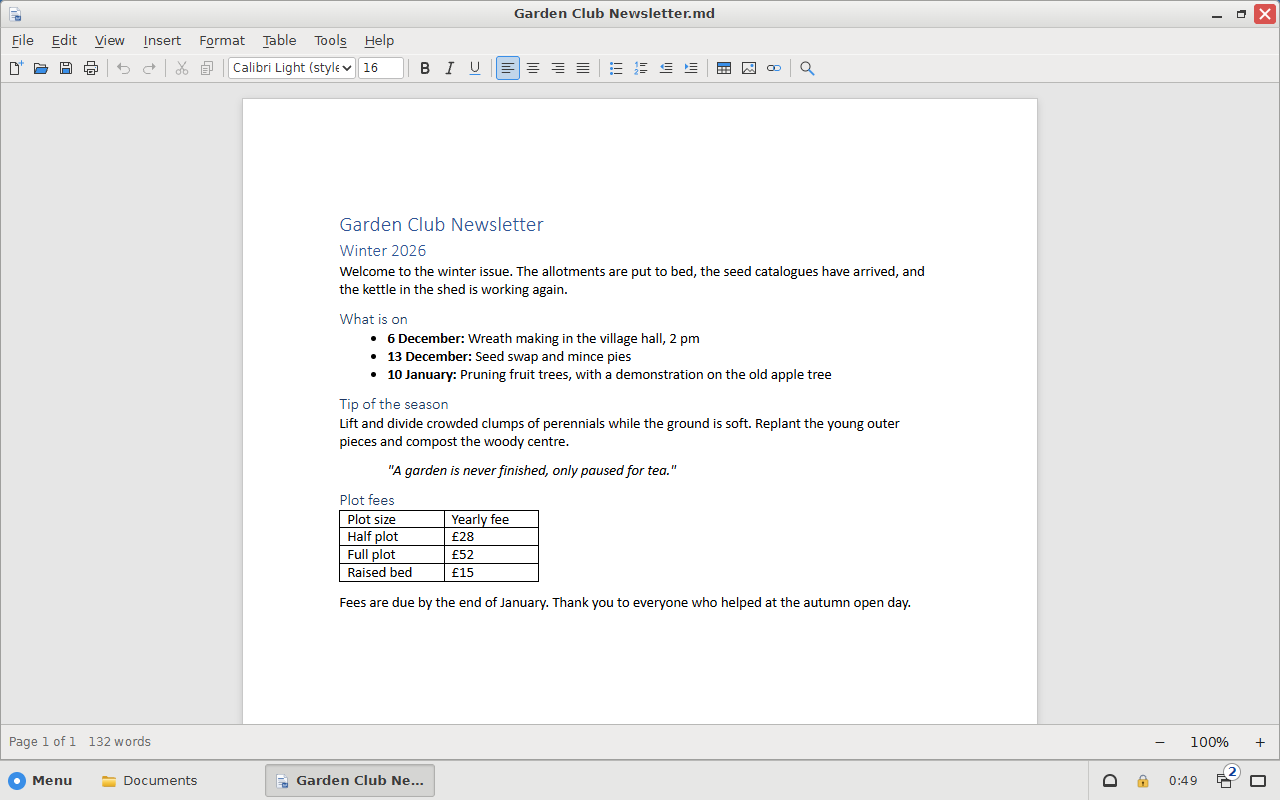 Garden Club Newsletter.md
File Edit View Insert Format Table Tools Help
Calibri Light (style 16 B I U
Garden Club Newsletter
Winter 2026
Welcome to the winter issue. The allotments are put to bed, the seed catalogues have arrived, and
the kettle in the shed is working again.
What is on
• 6 December: Wreath making in the village hall, 2 pm
• 13 December: Seed swap and mince pies
• 10 January: Pruning fruit trees, with a demonstration on the old apple tree
Tip of the season
Lift and divide crowded clumps of perennials while the ground is soft. Replant the young outer
pieces and compost the woody centre.
"A garden is never finished, only paused for tea."
Plot fees
Plot size Yearly fee
Half plot £28
Full plot £52
Raised bed £15
Fees are due by the end of January. Thank you to everyone who helped at the autumn open day.
Page 1 of 1 132 words − 100% +
Menu Documents Garden Club Ne... 0:49 2